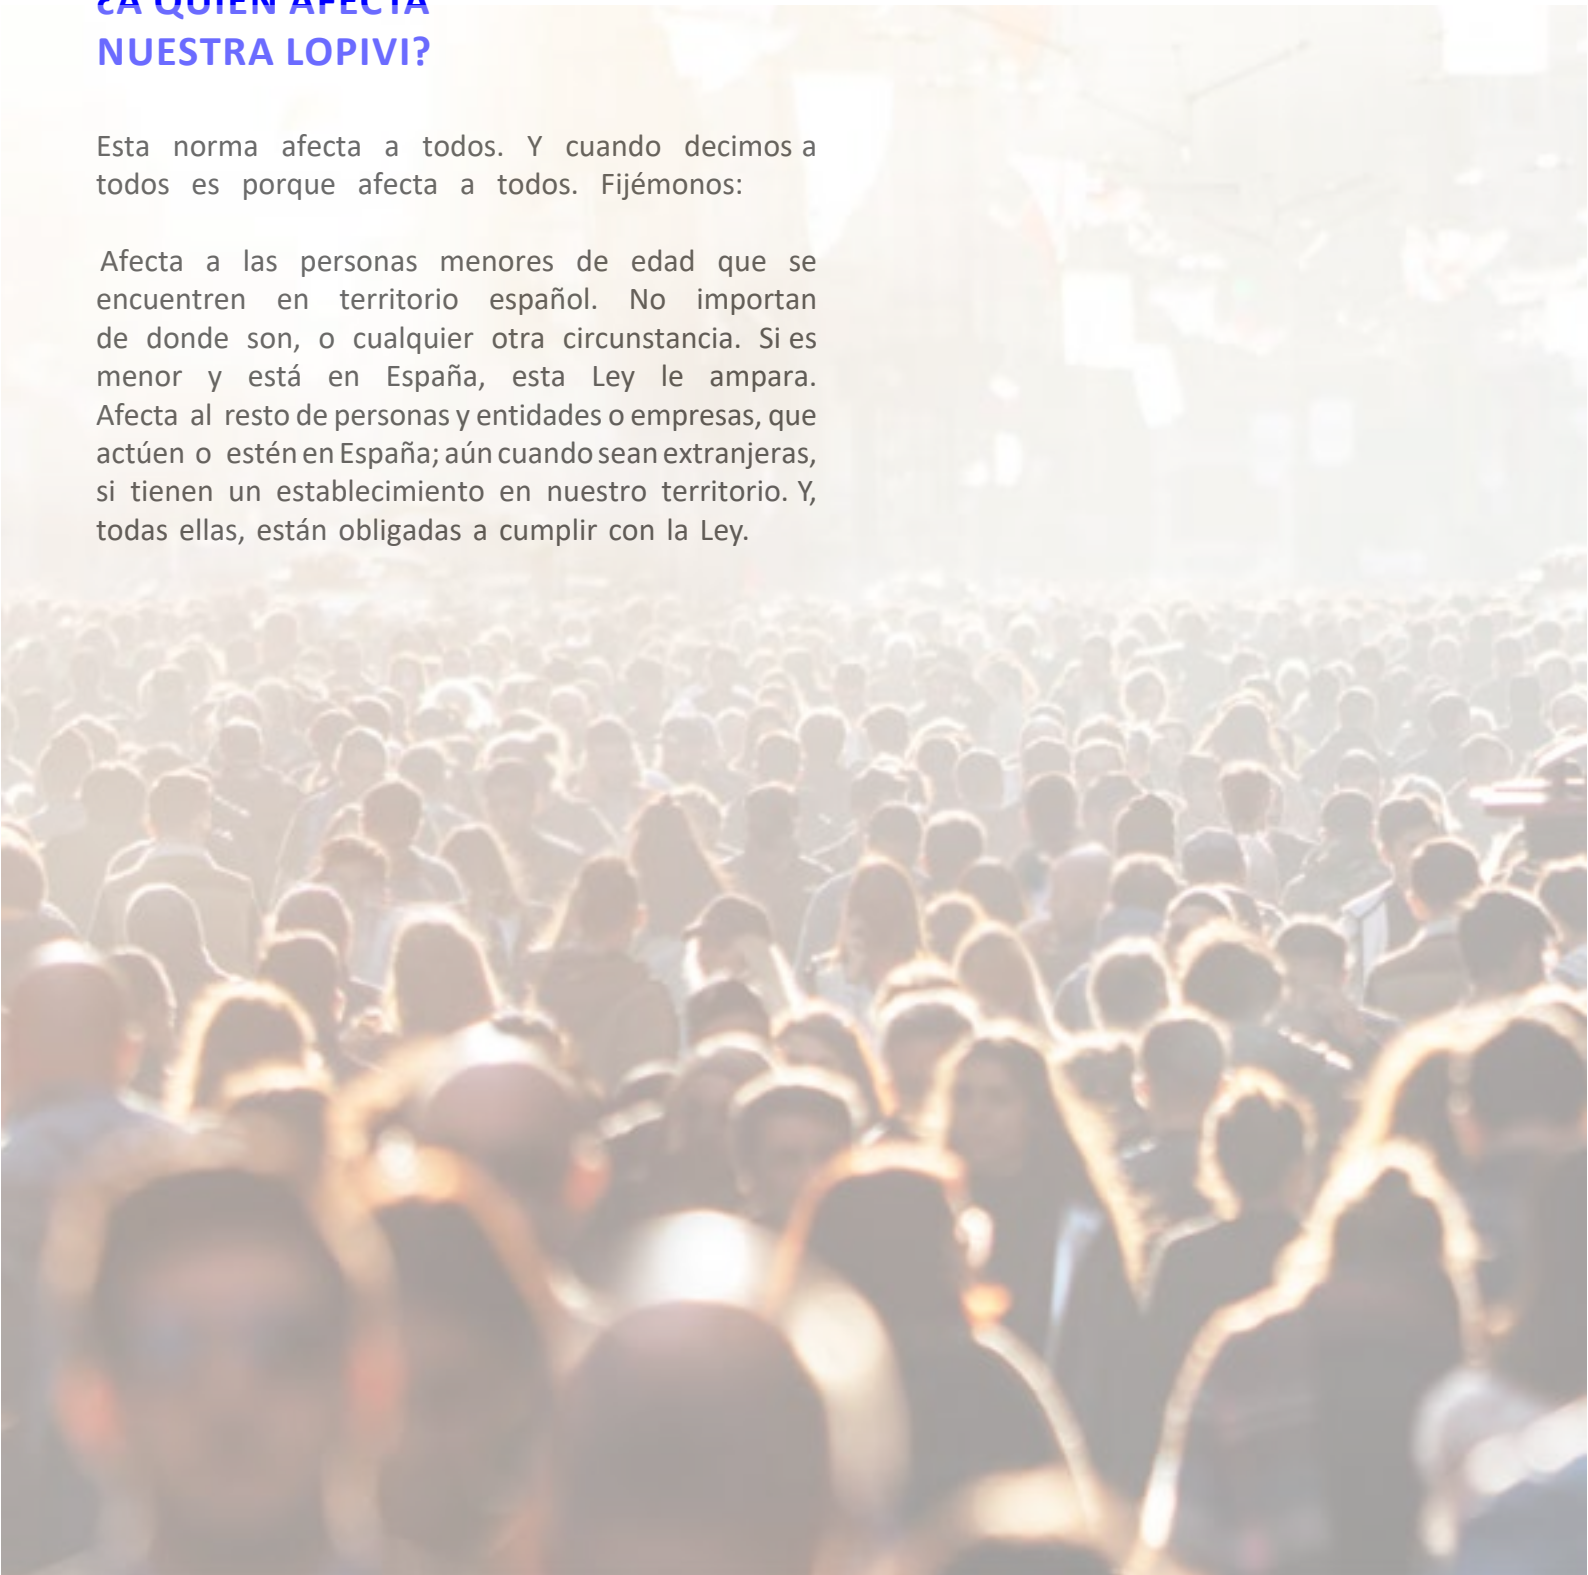 ¿A QUIÉN AFECTA
NUESTRA LOPIVI?
Esta norma afecta a todos. Y cuando decimos a
todos es porque afecta a todos. Fijémonos:
Afecta a las personas menores de edad que se
encuentren en territorio español. No importan
de donde son, o cualquier otra circunstancia. Si es
menor y está en España, esta Ley le ampara.
Afecta al resto de personas y entidades o empresas, que
actúen o estén en España; aún cuando sean extranjeras,
si tienen un establecimiento en nuestro territorio. Y,
todas ellas, están obligadas a cumplir con la Ley.